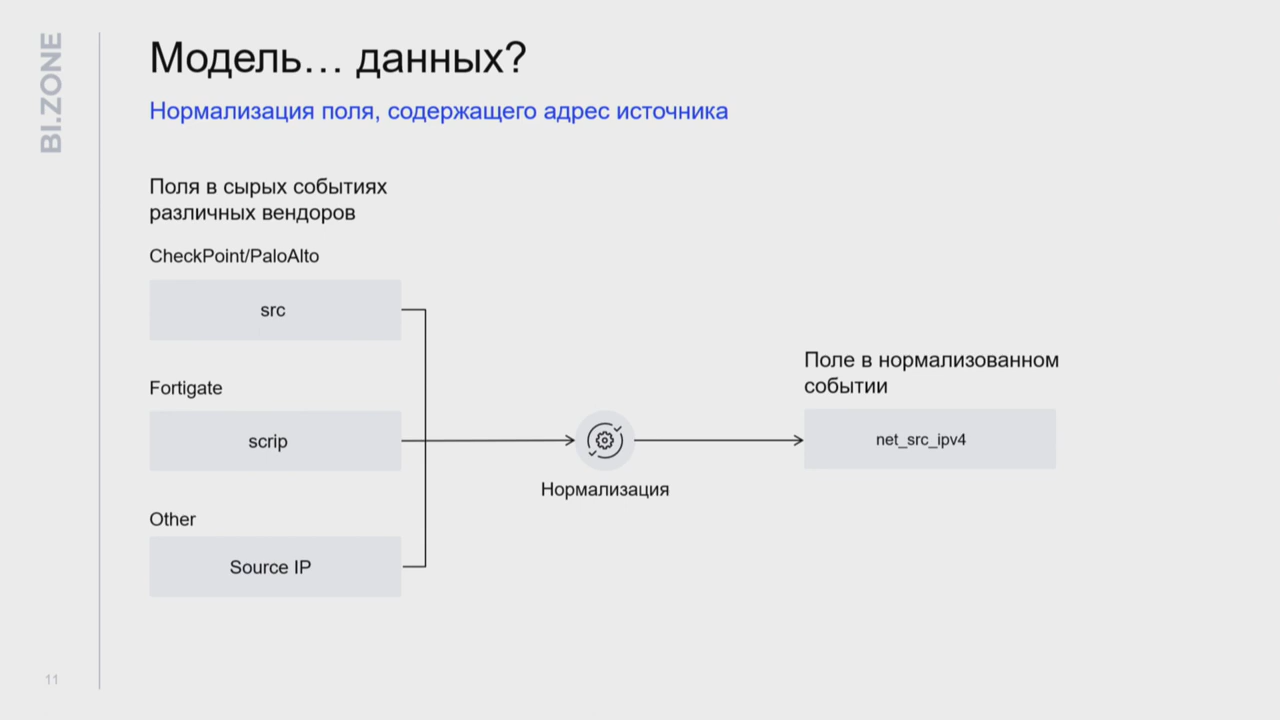 BI.ZONE
Модель… данных?
Нормализация поля, содержащего адрес источника
Поля в сырых событиях
различных вендоров
CheckPoint/PaloAlto
src
Fortigate
scrip
Other
Source IP
Нормализация
Поле в нормализованном
событии
net_src_ipv4
11